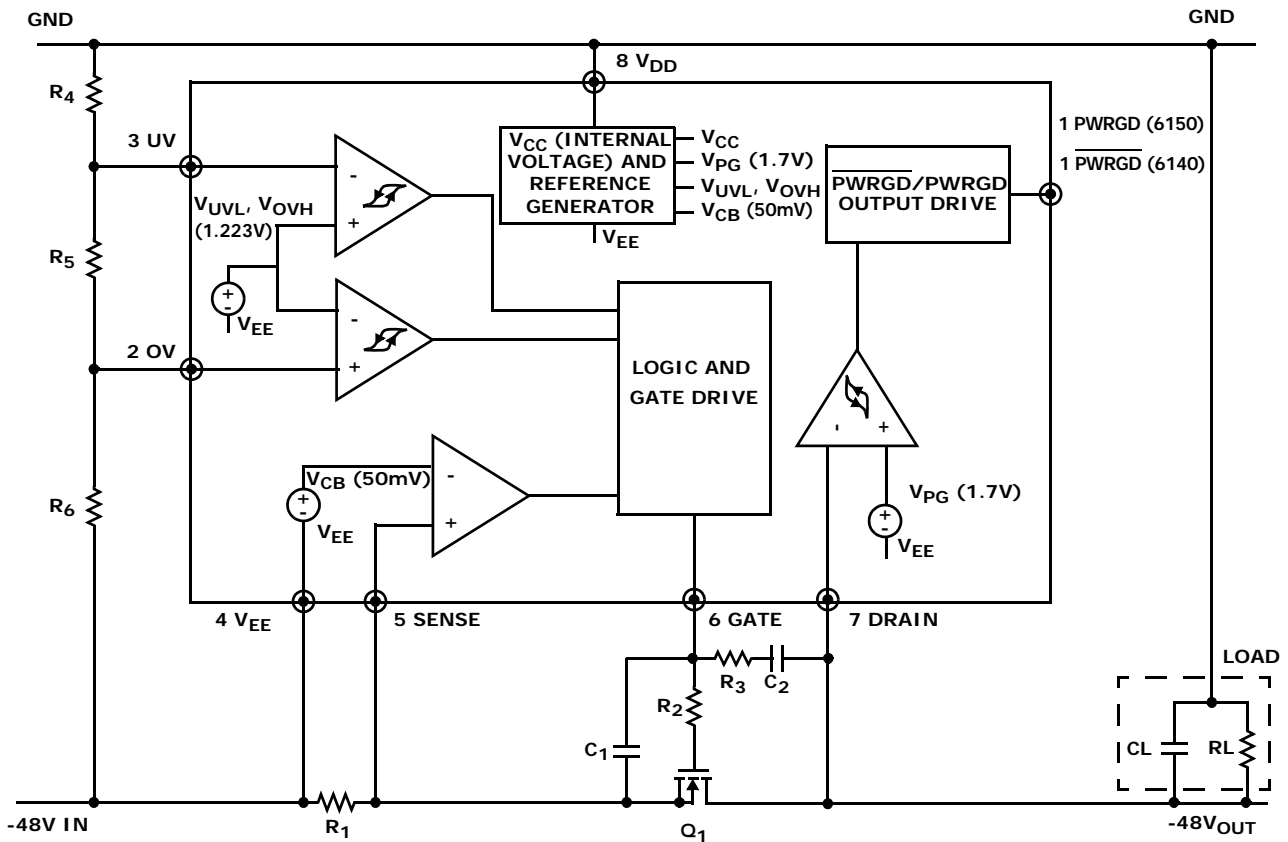 GND
GND
8 VDD
R4
3 UV
VCC (INTERNAL
VOLTAGE) AND
REFERENCE
GENERATOR
VCC
VPG (1.7V)
VUVL, VOVH
VCB (50mV)
VEE
1 PWRGD (6150)
1 PWRGD (6140)
PWRGD/PWRGD
OUTPUT DRIVE
-
+
VUVL, VOVH
(1.223V)
R5
+
-
VEE
-
+
2 OV
LOGIC AND
GATE DRIVE
-
+
VPG (1.7V)
+
-
VEE
R6
VCB (50mV)
+
-
VEE
-
+
4 VEE
5 SENSE
6 GATE
7 DRAIN
R3
C2
R2
C1
LOAD
CL
RL
-48V IN
R1
Q1
-48VOUT